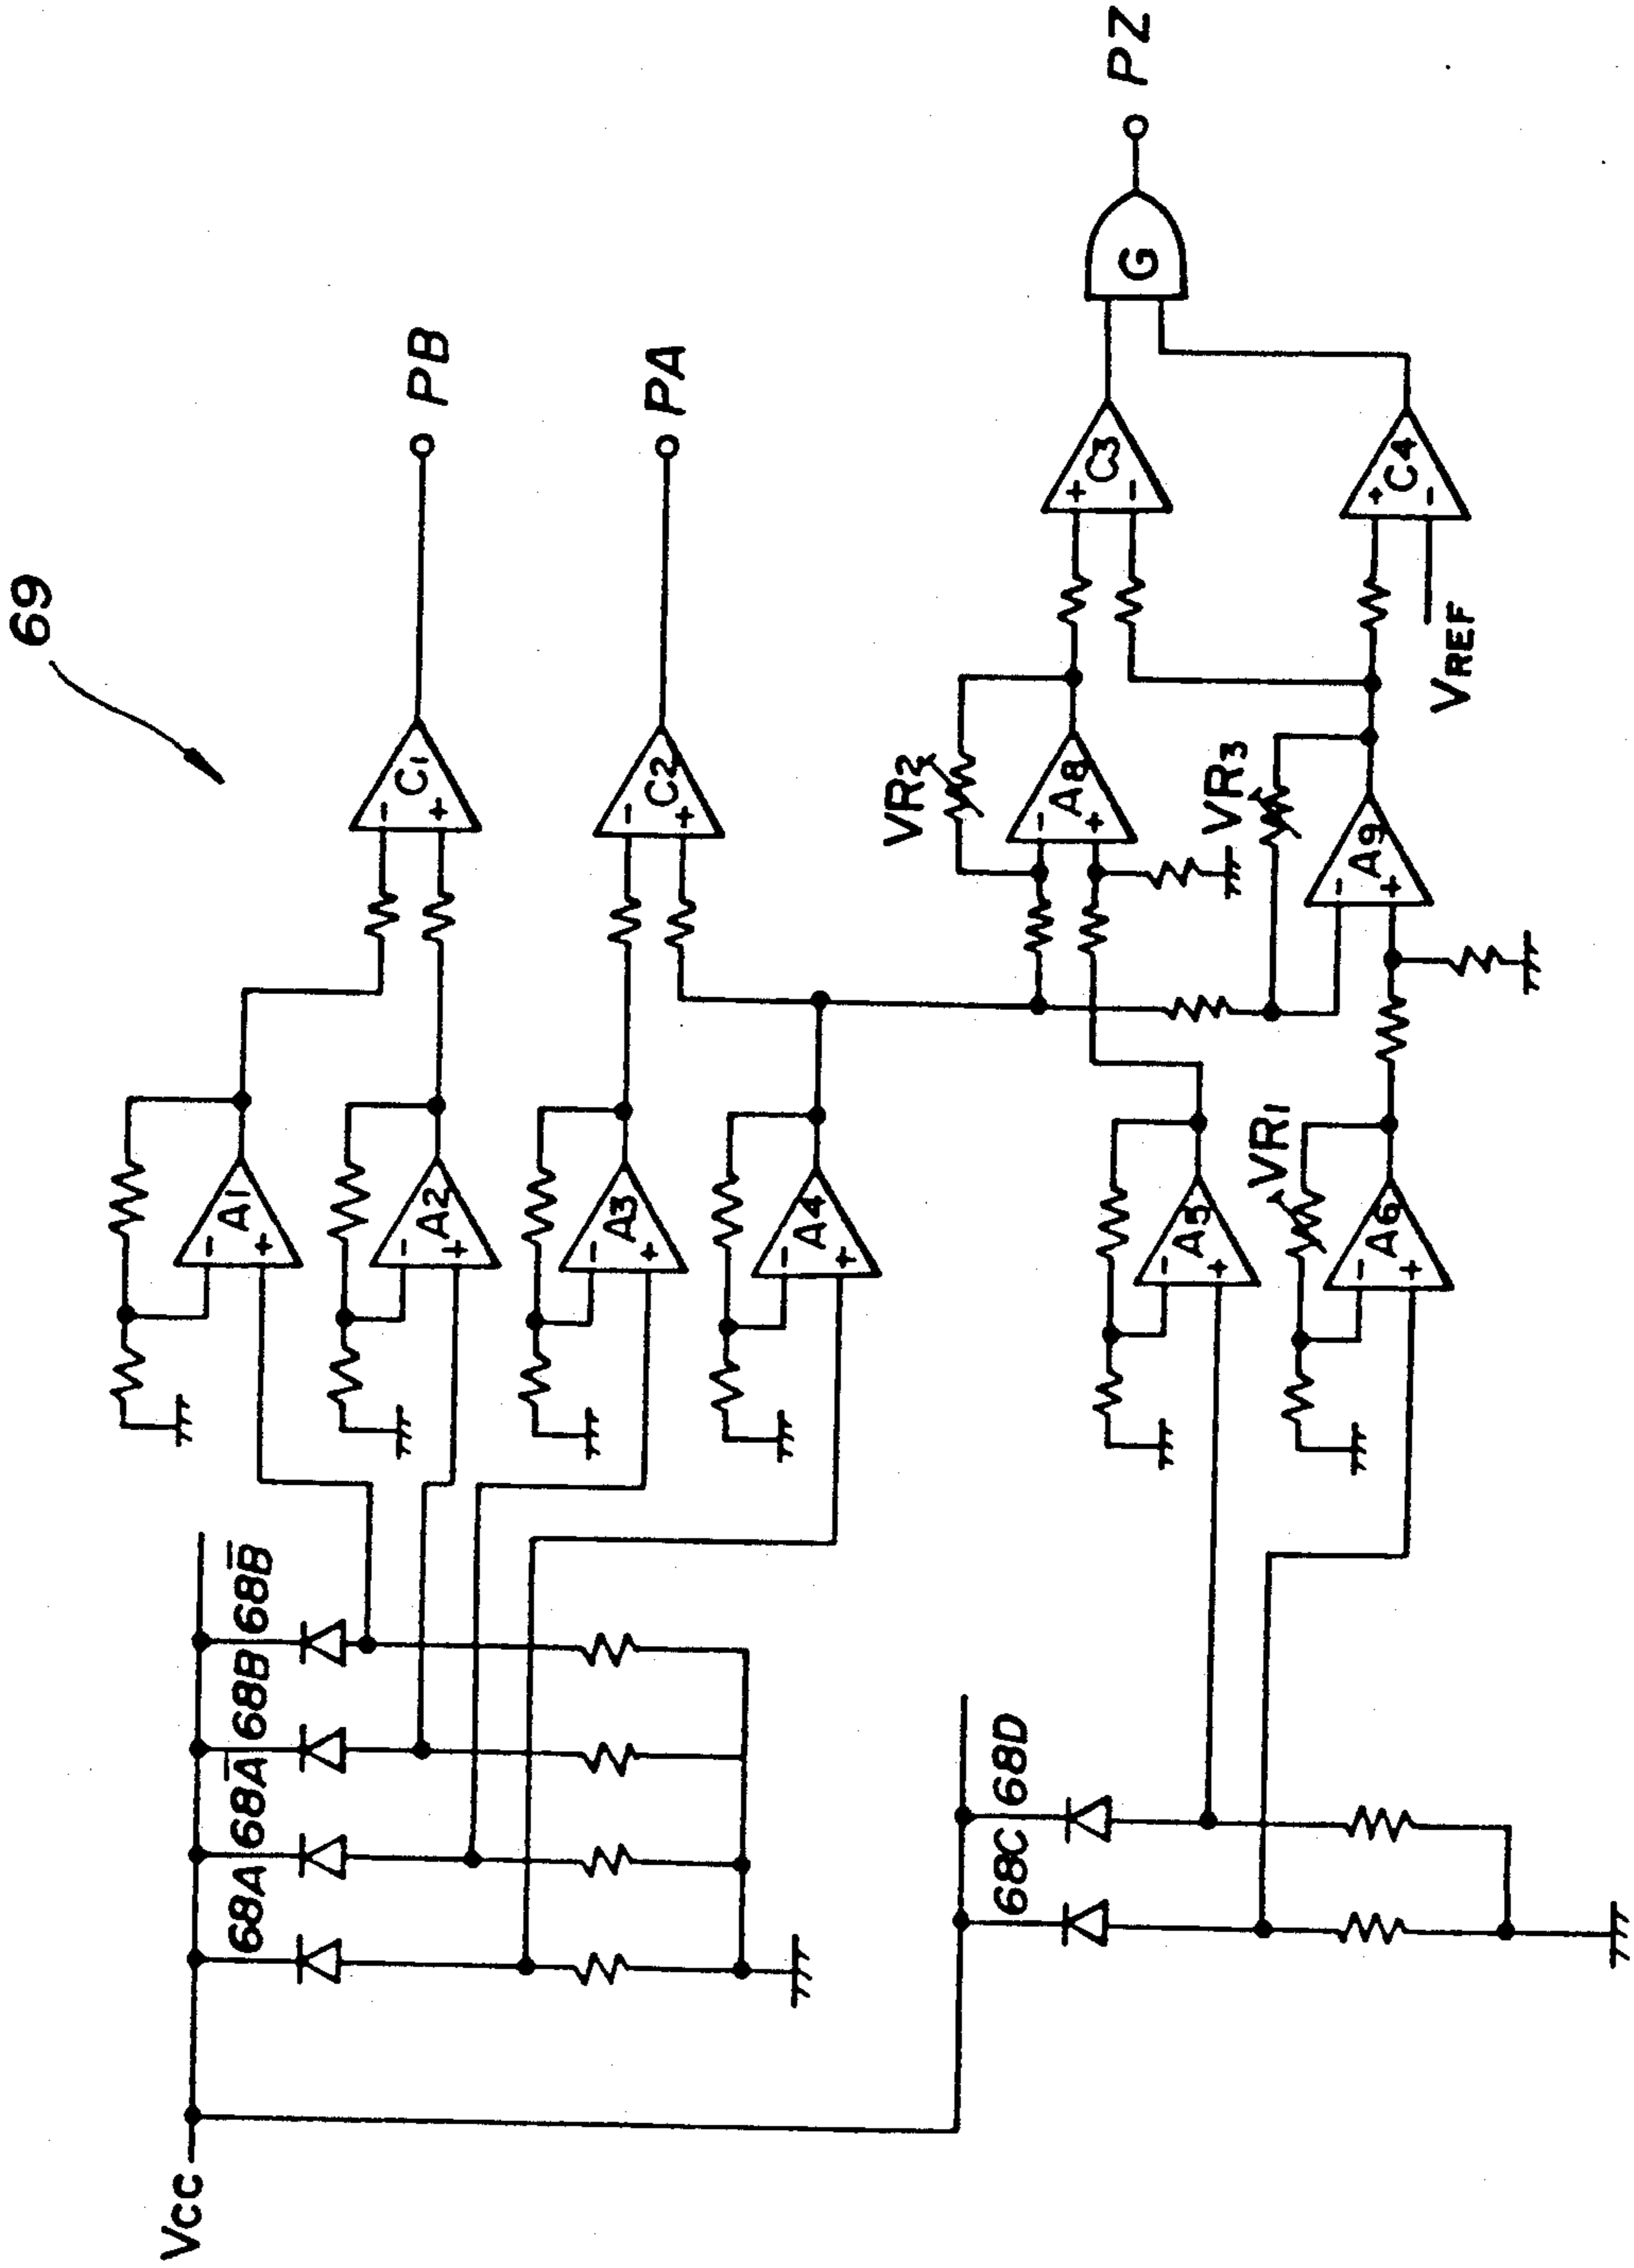 69
Vcc
68A 68A̅ 68B 68B̅
A1
- +
A2
- +
C1
- +
PB
A3
- +
A4
- +
C2
- +
PA
68C 68D
A5
- +
A6
- +
VR1
VR2
A8
- +
VR3
A9
- +
C3
+ -
C4
+ -
VREF
G
PZ